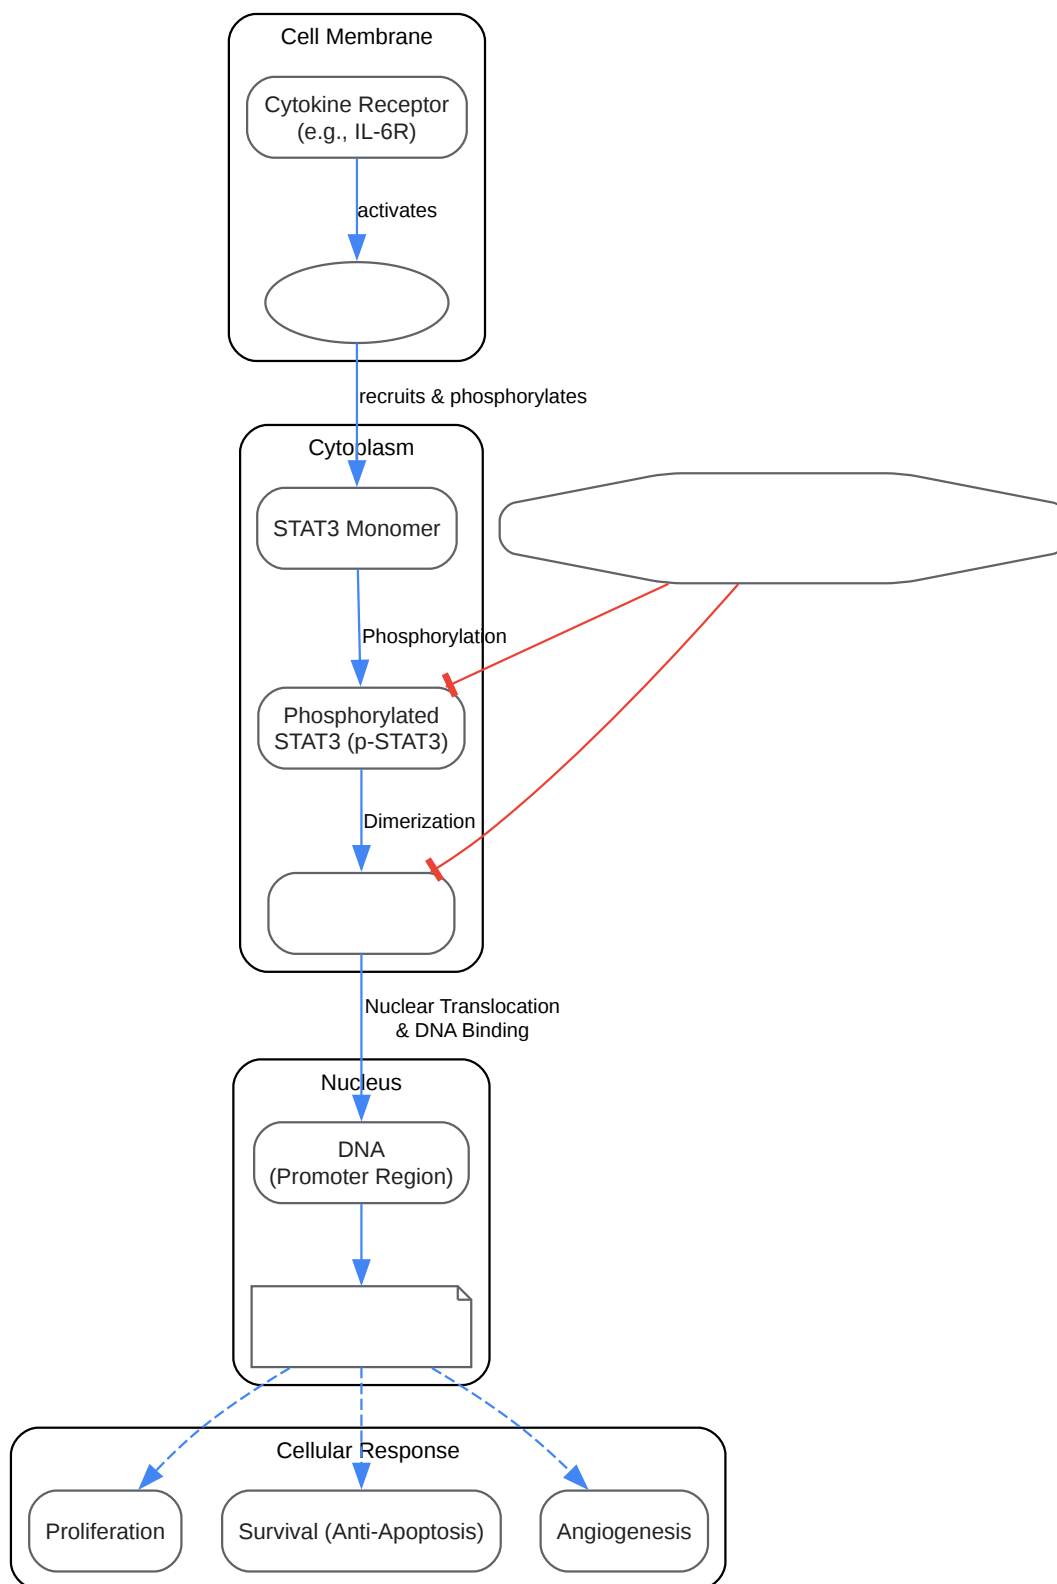 Cell Membrane
Cytokine Receptor
(e.g., IL-6R)
activates
recruits & phosphorylates
Cytoplasm
STAT3 Monomer
Phosphorylation
Phosphorylated
STAT3 (p-STAT3)
Dimerization
Nuclear Translocation
& DNA Binding
Nucleus
DNA
(Promoter Region)
Cellular Response
Proliferation
Survival (Anti-Apoptosis)
Angiogenesis